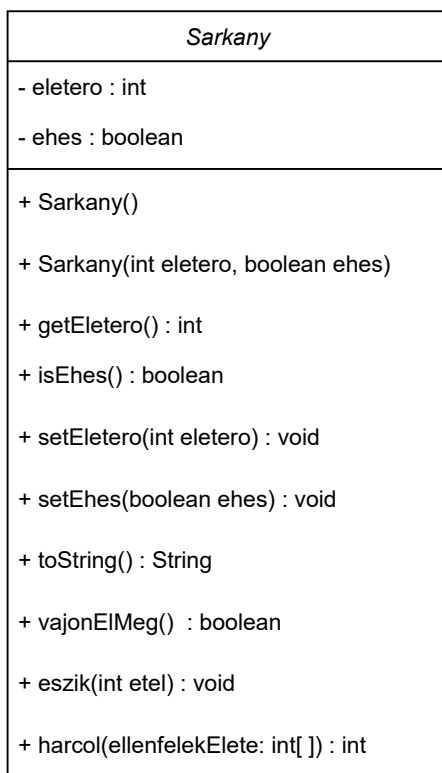 Sarkany
- eletero : int
- ehes : boolean
+ Sarkany()
+ Sarkany(int eletero, boolean ehes)
+ getEletero() : int
+ isEhes() : boolean
+ setEletero(int eletero) : void
+ setEhes(boolean ehes) : void
+ toString() : String
+ vajonElMeg()  : boolean
+ eszik(int etel) : void
+ harcol(ellenfelekElete: int[ ]) : int